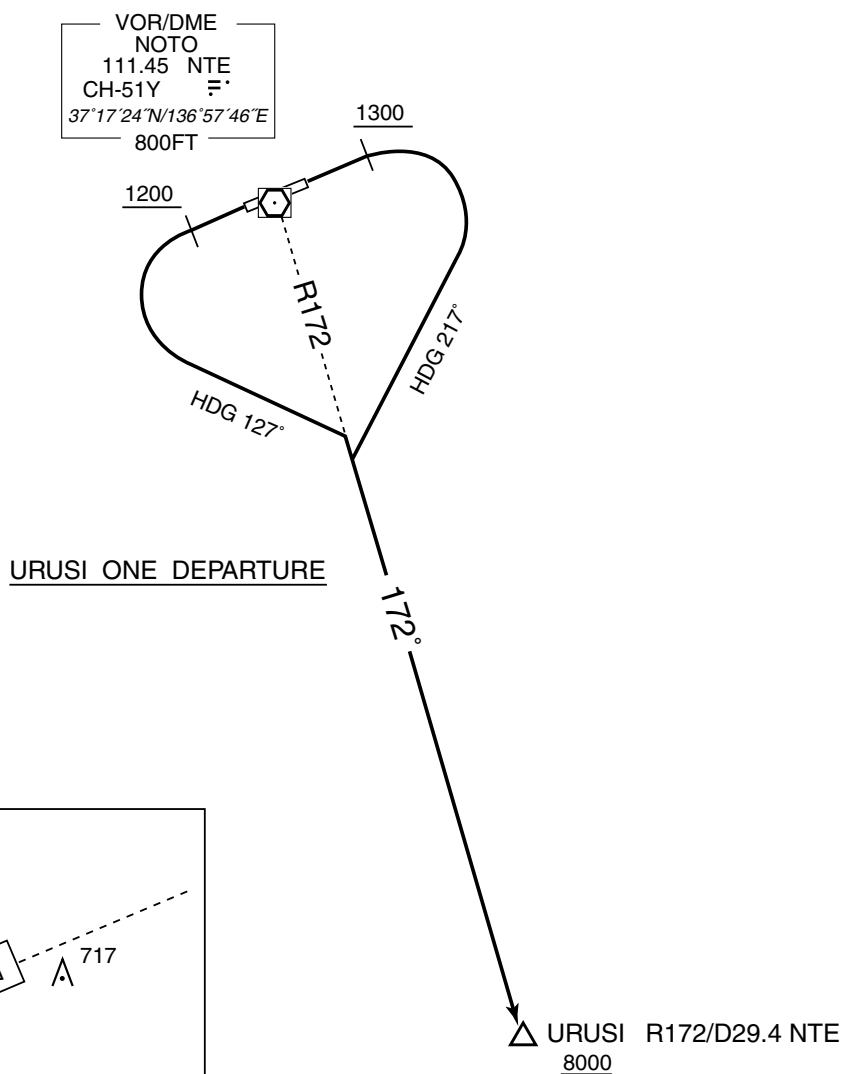 VOR/DME
NOTO
111.45 NTE
CH-51Y
37°17´24˝N/136°57´46˝E
800FT
1300
1200
R172
HDG 217°
HDG 127°
URUSI ONE DEPARTURE
172°
717
URUSI R172/D29.4 NTE
8000